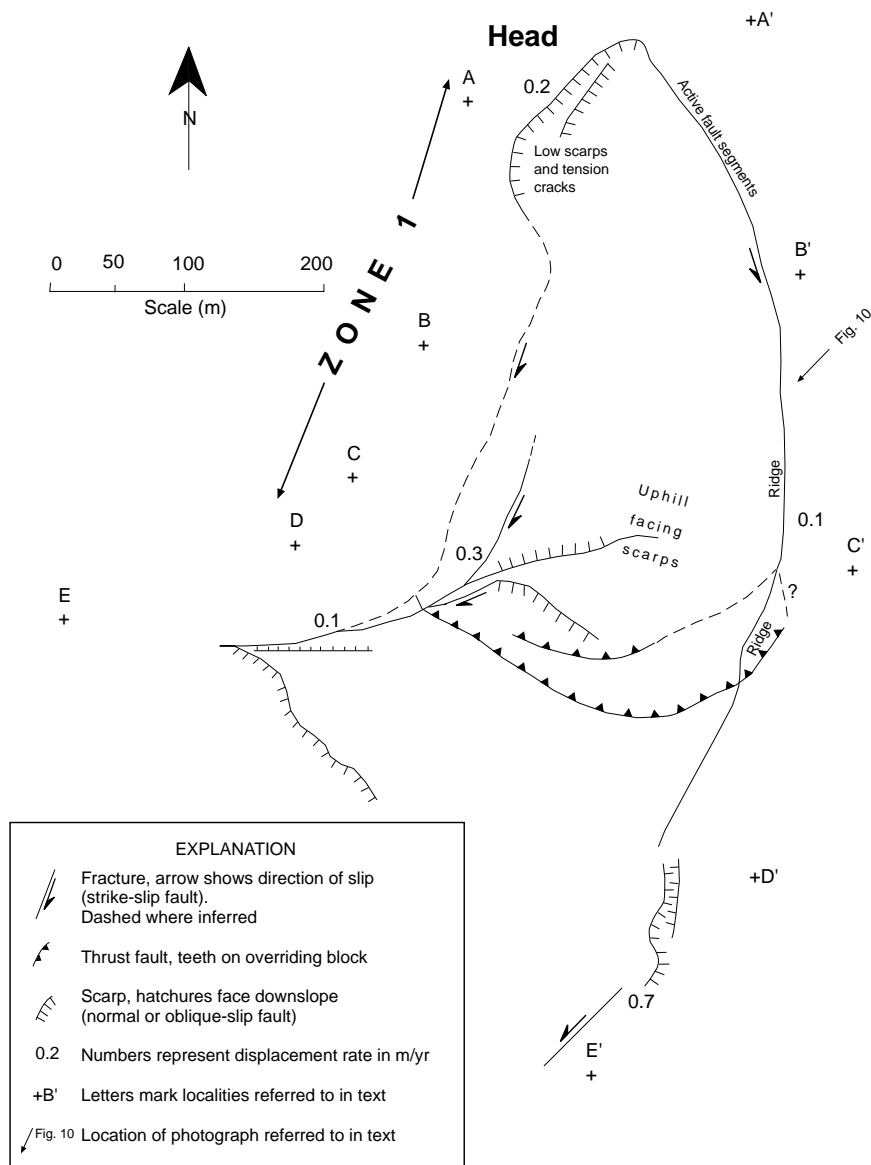 Head
+A'
A
+
0.2
N
Active fault segments
Low scarps
and tension
cracks
B'
+
0 50 100 200
Scale (m)
ZONE 1
B
+
Fig. 10
C
+
Ridge
Uphill
facing
scarps
0.1
D
+
0.3
C'
+
E
+
?
0.1
Ridge
+D'
0.7
E'
+
EXPLANATION
Fracture, arrow shows direction of slip
(strike-slip fault).
Dashed where inferred
Thrust fault, teeth on overriding block
Scarp, hatchures face downslope
(normal or oblique-slip fault)
0.2 Numbers represent displacement rate in m/yr
+B' Letters mark localities referred to in text
Fig. 10 Location of photograph referred to in text